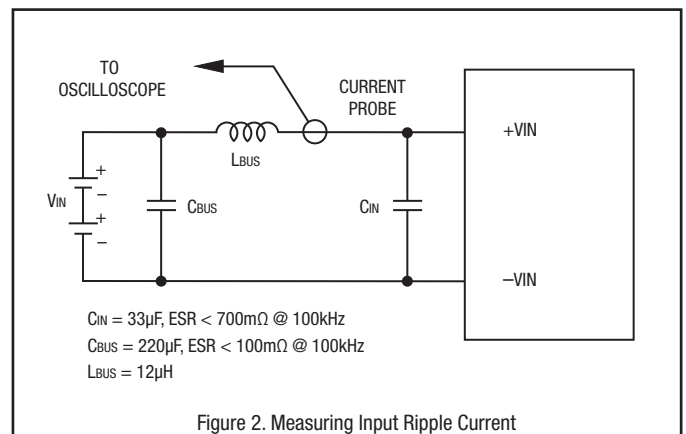 TO
OSCILLOSCOPE
CURRENT
PROBE
+VIN
LBUS
VIN
+
–
+
–
CBUS
CIN
–VIN
CIN = 33µF, ESR < 700mΩ @ 100kHz
CBUS = 220µF, ESR < 100mΩ @ 100kHz
LBUS = 12µH
Figure 2. Measuring Input Ripple Current